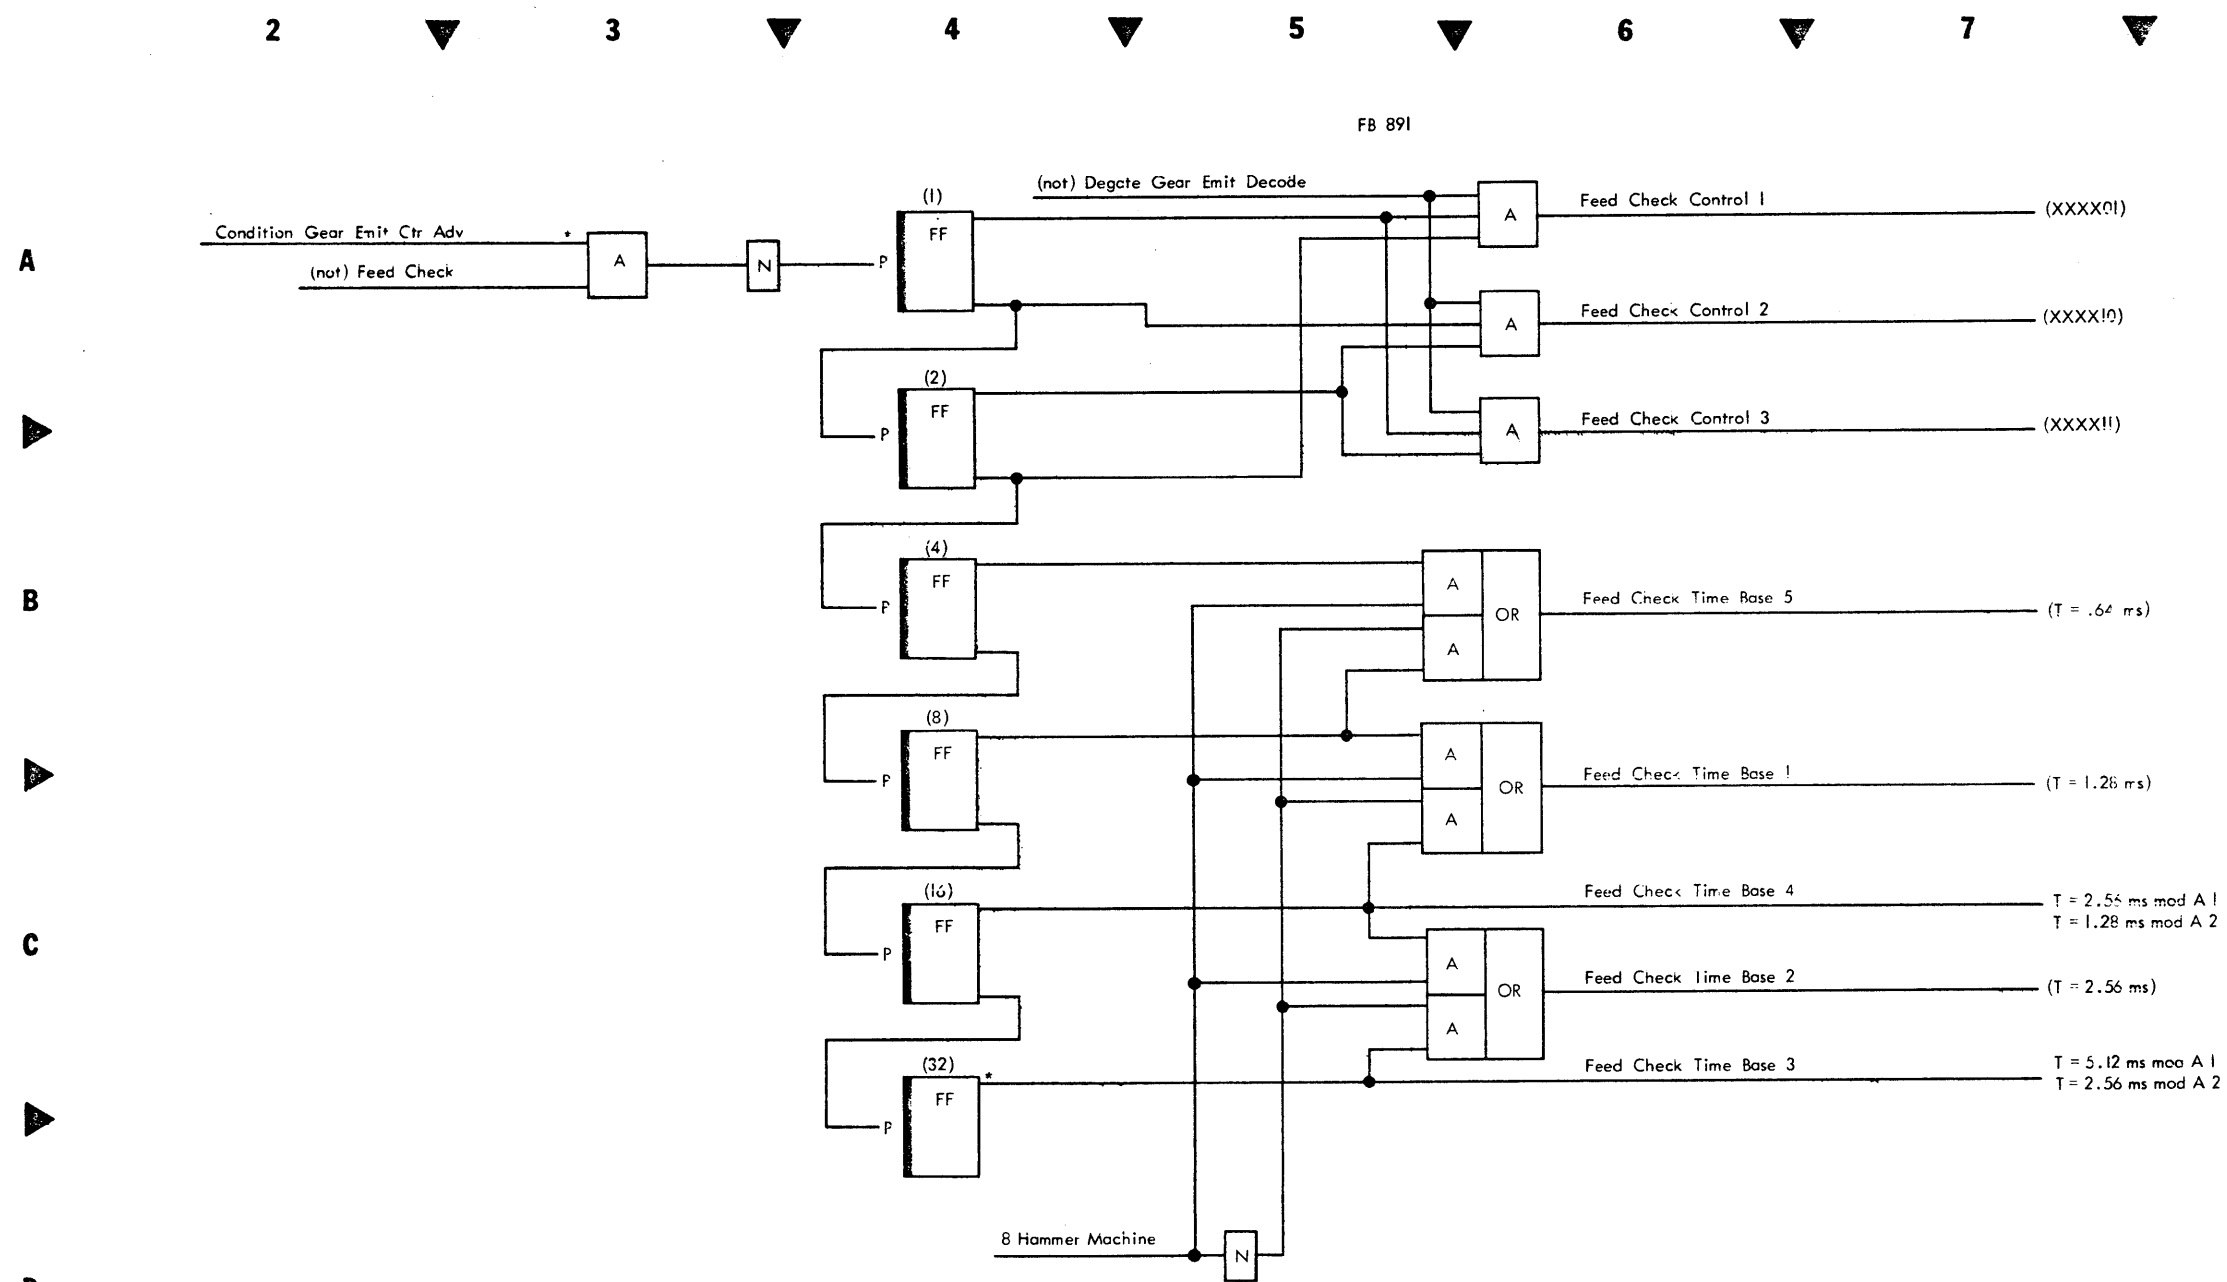 2 3 4 5 6 7
FB 891
(not) Degate Gear Emit Decode
(1)
FF
A
Feed Check Control 1
(XXXX01)
A
Condition Gear Emit Ctr Adv *
(not) Feed Check
A
N
P
A
Feed Check Control 2
(XXXX10)
(2)
FF
P
A
Feed Check Control 3
(XXXX11)
B
(4)
FF
P
A
A
OR
Feed Check Time Base 5
(T = .64 ms)
(8)
FF
P
A
A
OR
Feed Check Time Base 1
(T = 1.28 ms)
C
(16)
FF
P
Feed Check Time Base 4
T = 2.56 ms mod A 1
T = 1.28 ms mod A 2
A
A
OR
Feed Check Time Base 2
(T = 2.56 ms)
(32)
FF
P
*
Feed Check Time Base 3
T = 5.12 ms mod A 1
T = 2.56 ms mod A 2
8 Hammer Machine
N